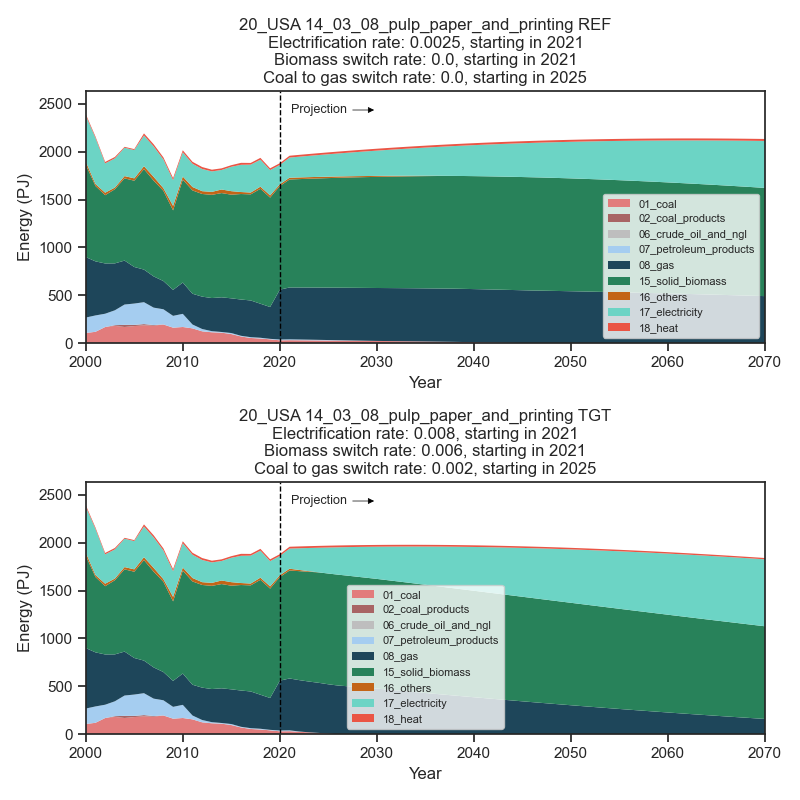 20_USA 14_03_08_pulp_paper_and_printing REF
Electrification rate: 0.0025, starting in 2021
Biomass switch rate: 0.0, starting in 2021
Coal to gas switch rate: 0.0, starting in 2025
Energy (PJ)
2500
2000
1500
1000
500
0
Projection
01_coal
02_coal_products
06_crude_oil_and_ngl
07_petroleum_products
08_gas
15_solid_biomass
16_others
17_electricity
18_heat
2000 2010 2020 2030 2040 2050 2060 2070
Year
20_USA 14_03_08_pulp_paper_and_printing TGT
Electrification rate: 0.008, starting in 2021
Biomass switch rate: 0.006, starting in 2021
Coal to gas switch rate: 0.002, starting in 2025
Energy (PJ)
2500
2000
1500
1000
500
0
Projection
01_coal
02_coal_products
06_crude_oil_and_ngl
07_petroleum_products
08_gas
15_solid_biomass
16_others
17_electricity
18_heat
2000 2010 2020 2030 2040 2050 2060 2070
Year